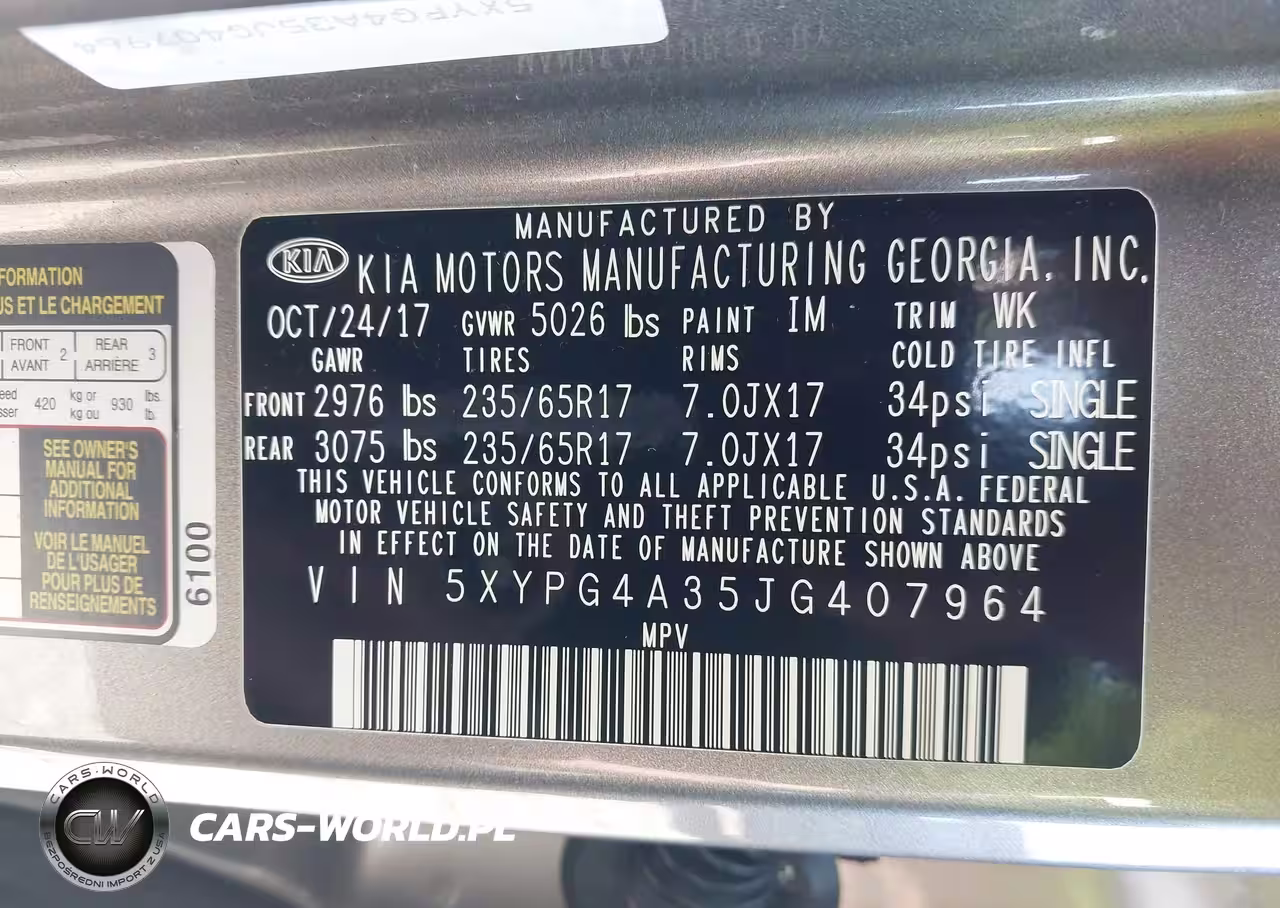 5XYPG4A35JG407964
MANUFACTURED BY
KIA KIA MOTORS MANUFACTURING GEORGIA, INC.
OCT/24/17 GVWR 5026 lbs PAINT IM TRIM WK
GAWR TIRES RIMS COLD TIRE INFL
FRONT 2976 lbs 235/65R17 7.0JX17 34psi SINGLE
REAR 3075 lbs 235/65R17 7.0JX17 34psi SINGLE
THIS VEHICLE CONFORMS TO ALL APPLICABLE U.S.A. FEDERAL
MOTOR VEHICLE SAFETY AND THEFT PREVENTION STANDARDS
IN EFFECT ON THE DATE OF MANUFACTURE SHOWN ABOVE
VIN 5XYPG4A35JG407964
MPV
FORMATION
US ET LE CHARGEMENT
FRONT 2 REAR 3
AVANT ARRIÈRE
eed 420 kg or 930 lbs.
sser kg ou lb.
SEE OWNER'S
MANUAL FOR
ADDITIONAL
INFORMATION
VOIR LE MANUEL
DE L'USAGER
POUR PLUS DE
RENSEIGNEMENTS
6100
CARS-WORLD
CW
BEZPOŚREDNI IMPORT Z USA
CARS-WORLD.PL